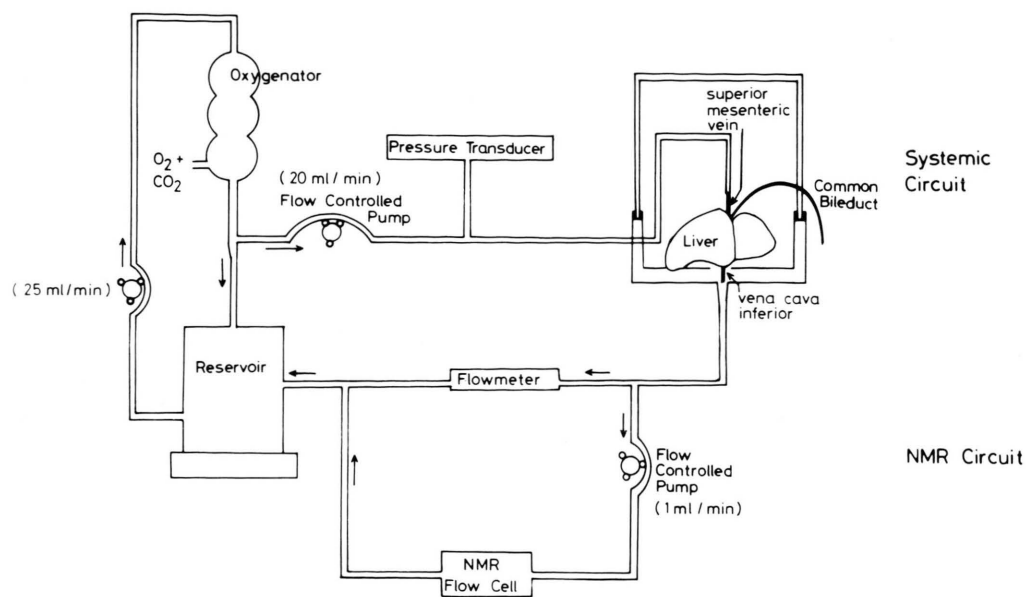 Oxygenator
O₂ +
CO₂
(20 ml/min)
Flow Controlled
Pump
Pressure Transducer
superior
mesenteric
vein
Common
Bileduct
Systemic
Circuit
Liver
vena cava
inferior
(25 ml/min)
Reservoir
Flowmeter
Flow
Controlled
Pump
(1 ml/min)
NMR Circuit
NMR
Flow Cell